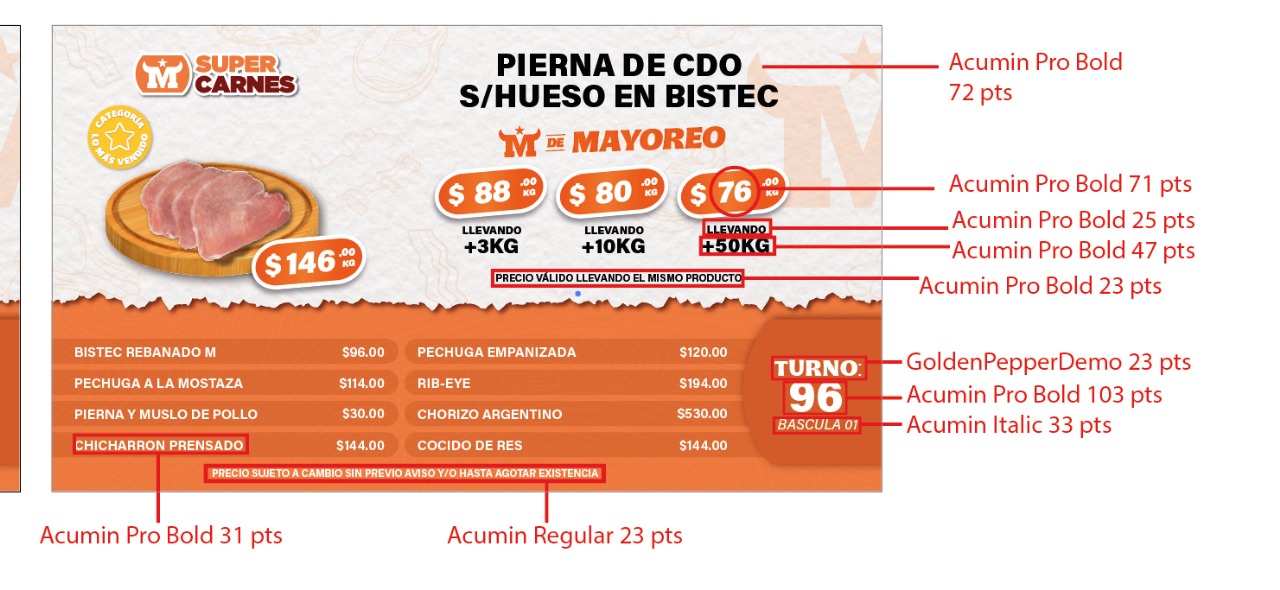 SUPER
CARNES
CATEGORÍA
LO MÁS VENDIDO
$ 146 .00 KG
PIERNA DE CDO
S/HUESO EN BISTEC
M DE MAYOREO
$ 88 .00 KG
$ 80 .00 KG
$ 76 .00 KG
LLEVANDO
+3KG
LLEVANDO
+10KG
LLEVANDO
+50KG
PRECIO VÁLIDO LLEVANDO EL MISMO PRODUCTO
BISTEC REBANADO M $96.00
PECHUGA A LA MOSTAZA $114.00
PIERNA Y MUSLO DE POLLO $30.00
CHICHARRON PRENSADO $144.00
PECHUGA EMPANIZADA $120.00
RIB-EYE $194.00
CHORIZO ARGENTINO $530.00
COCIDO DE RES $144.00
TURNO:
96
BASCULA 01
PRECIO SUJETO A CAMBIO SIN PREVIO AVISO Y/O HASTA AGOTAR EXISTENCIA
Acumin Pro Bold
72 pts
Acumin Pro Bold 71 pts
Acumin Pro Bold 25 pts
Acumin Pro Bold 47 pts
Acumin Pro Bold 23 pts
GoldenPepperDemo 23 pts
Acumin Pro Bold 103 pts
Acumin Italic 33 pts
Acumin Pro Bold 31 pts
Acumin Regular 23 pts